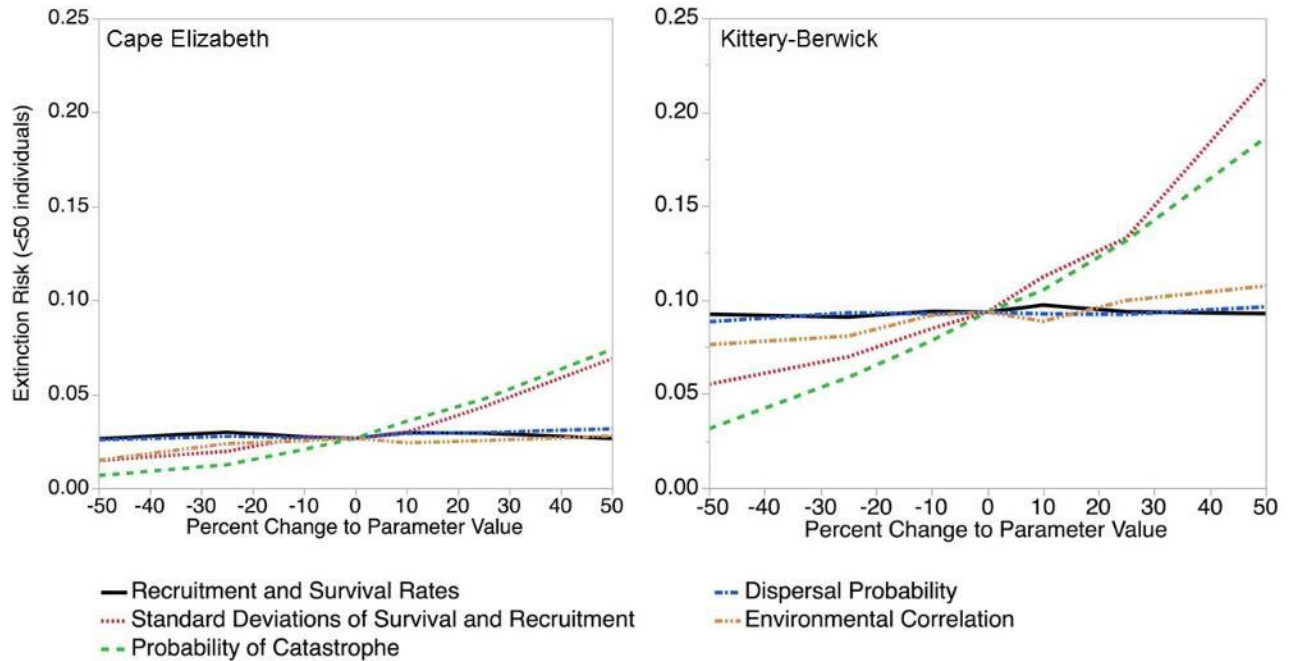 Cape Elizabeth
Kittery-Berwick
Extinction Risk (<50 individuals)
0.25
0.20
0.15
0.10
0.05
0.00
-50 -40 -30 -20 -10 0 10 20 30 40 50
Percent Change to Parameter Value
0.25
0.20
0.15
0.10
0.05
0.00
-50 -40 -30 -20 -10 0 10 20 30 40 50
Percent Change to Parameter Value
Recruitment and Survival Rates
Standard Deviations of Survival and Recruitment
Probability of Catastrophe
Dispersal Probability
Environmental Correlation